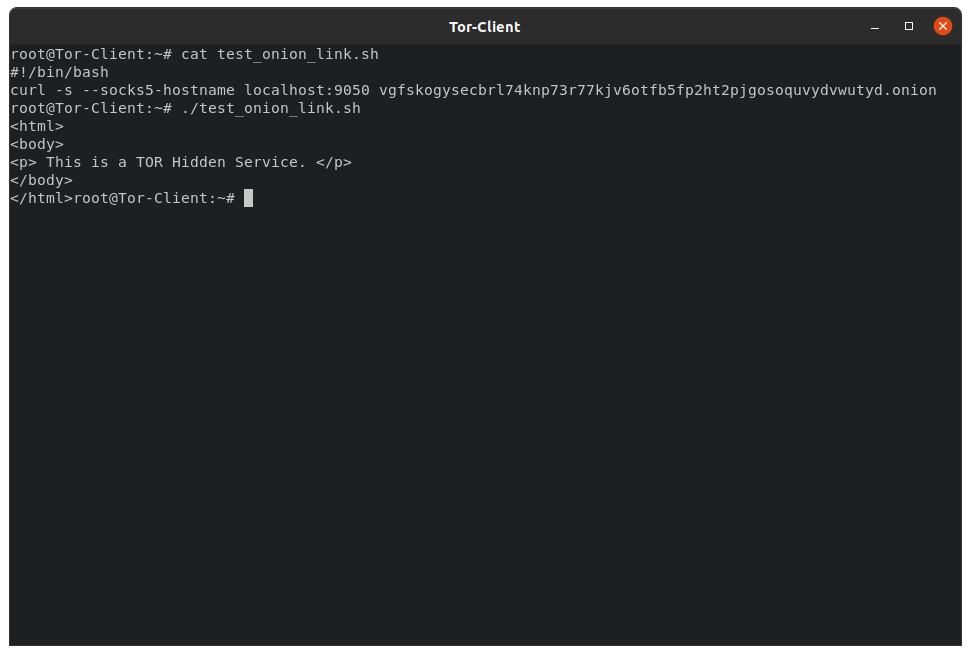 Tor-Client
root@Tor-Client:~# cat test_onion_link.sh
#!/bin/bash
curl -s --socks5-hostname localhost:9050 vgfskogysecbrl74knp73r77kjv6otfb5fp2ht2pjgosoquvydvwutyd.onion
root@Tor-Client:~# ./test_onion_link.sh
<html>
<body>
<p> This is a TOR Hidden Service. </p>
</body>
</html>root@Tor-Client:~#